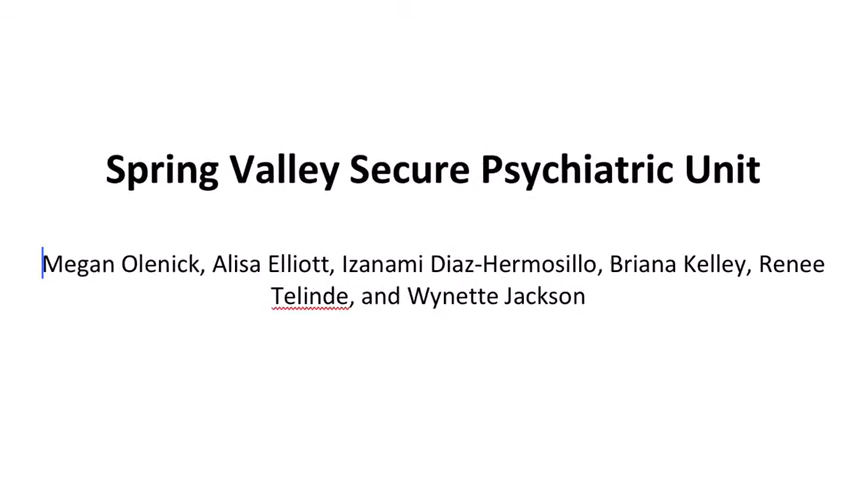 Spring Valley Secure Psychiatric Unit
Megan Olenick, Alisa Elliott, Izanami Diaz-Hermosillo, Briana Kelley, Renee
Telinde, and Wynette Jackson